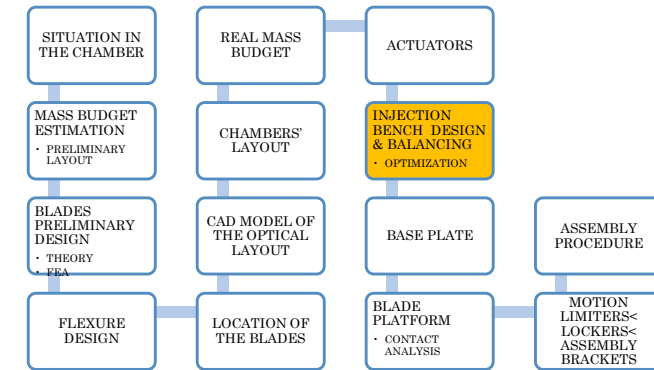 SITUATION IN
THE CHAMBER
MASS BUDGET
ESTIMATION
• PRELIMINARY
LAYOUT
BLADES
PRELIMINARY
DESIGN
• THEORY
• FEA
FLEXURE
DESIGN
LOCATION OF
THE BLADES
CAD MODEL OF
THE OPTICAL
LAYOUT
CHAMBERS'
LAYOUT
REAL MASS
BUDGET
ACTUATORS
INJECTION
BENCH DESIGN
& BALANCING
• OPTIMIZATION
BASE PLATE
BLADE
PLATFORM
• CONTACT
ANALYSIS
MOTION
LIMITERS<
LOCKERS<
ASSEMBLY
BRACKETS
ASSEMBLY
PROCEDURE